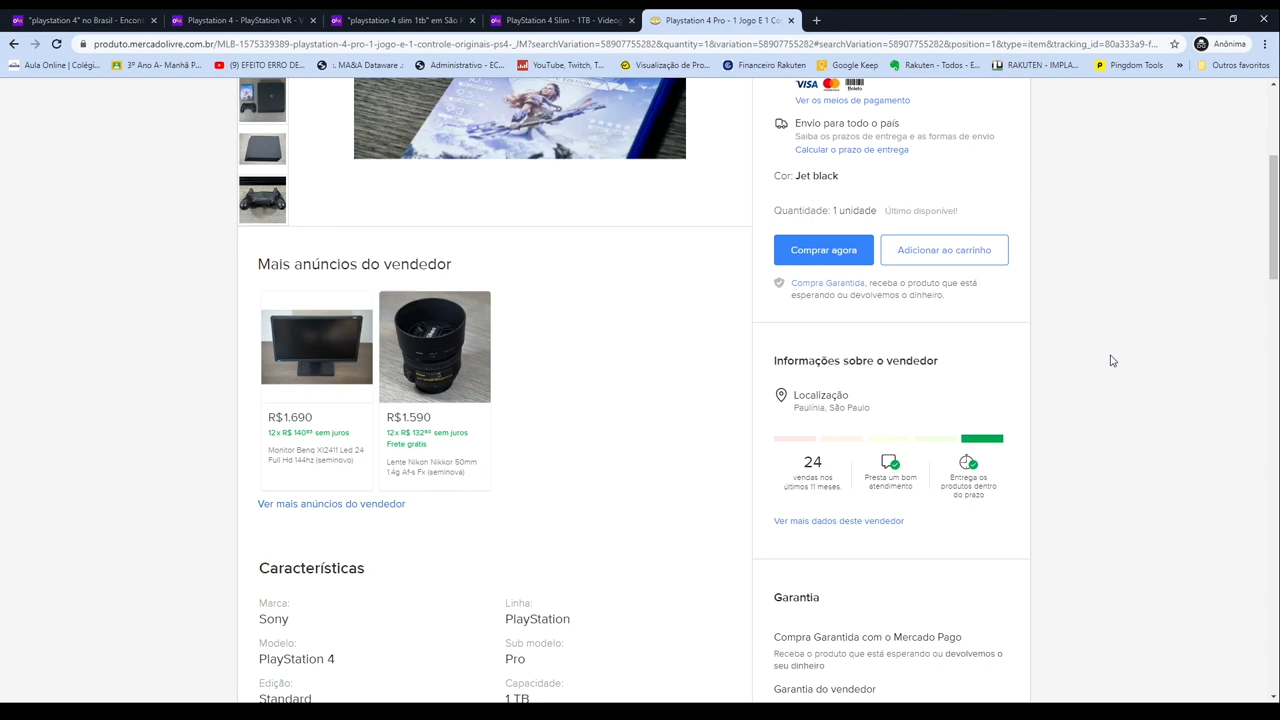 "playstation 4" no Brasil - Encont
Playstation 4 - PlayStation VR - V
"playstation 4 slim 1tb" em São P
PlayStation 4 Slim - 1TB - Videog
Playstation 4 Pro - 1 Jogo E 1 Co
produto.mercadolivre.com.br/MLB-1575339389-playstation-4-pro-1-jogo-e-1-controle-originais-ps4-_JM?searchVariation=58907755282&quantity=1&variation=58907755282#searchVariation=58907755282&position=1&type=item&tracking_id=80a333a9-f...
Anônima
Aula Online | Colégi...
3º Ano A- Manhã P...
(9) EFEITO ERRO DE...
:. MA&A Dataware .:
Administrativo - EC...
YouTube, Twitch, T...
Visualização de Pro...
Financeiro Rakuten
Google Keep
Rakuten - Todos - E...
RAKUTEN - IMPLA...
Pingdom Tools
»
Outros favoritos
VISA
Boleto
Ver os meios de pagamento
Envio para todo o país
Saiba os prazos de entrega e as formas de envio
Calcular o prazo de entrega
Cor: Jet black
Quantidade: 1 unidade Último disponível!
Comprar agora
Adicionar ao carrinho
Compra Garantida, receba o produto que está
esperando ou devolvemos o dinheiro.
Mais anúncios do vendedor
R$1.690
12x R$ 140⁸³ sem juros
Monitor Benq Xl2411 Led 24
Full Hd 144hz (seminovo)
R$1.590
12x R$ 132⁵⁰ sem juros
Frete grátis
Lente Nikon Nikkor 50mm
1.4g Af-s Fx (seminova)
Ver mais anúncios do vendedor
Informações sobre o vendedor
Localização
Paulínia, São Paulo
24
vendas nos
últimos 11 meses.
Presta um bom
atendimento
Entrega os
produtos dentro
do prazo
Ver mais dados deste vendedor
Características
Marca:
Sony
Linha:
PlayStation
Modelo:
PlayStation 4
Sub modelo:
Pro
Edição:
Standard
Capacidade:
1 TB
Garantia
Compra Garantida com o Mercado Pago
Receba o produto que está esperando ou devolvemos o
seu dinheiro
Garantia do vendedor